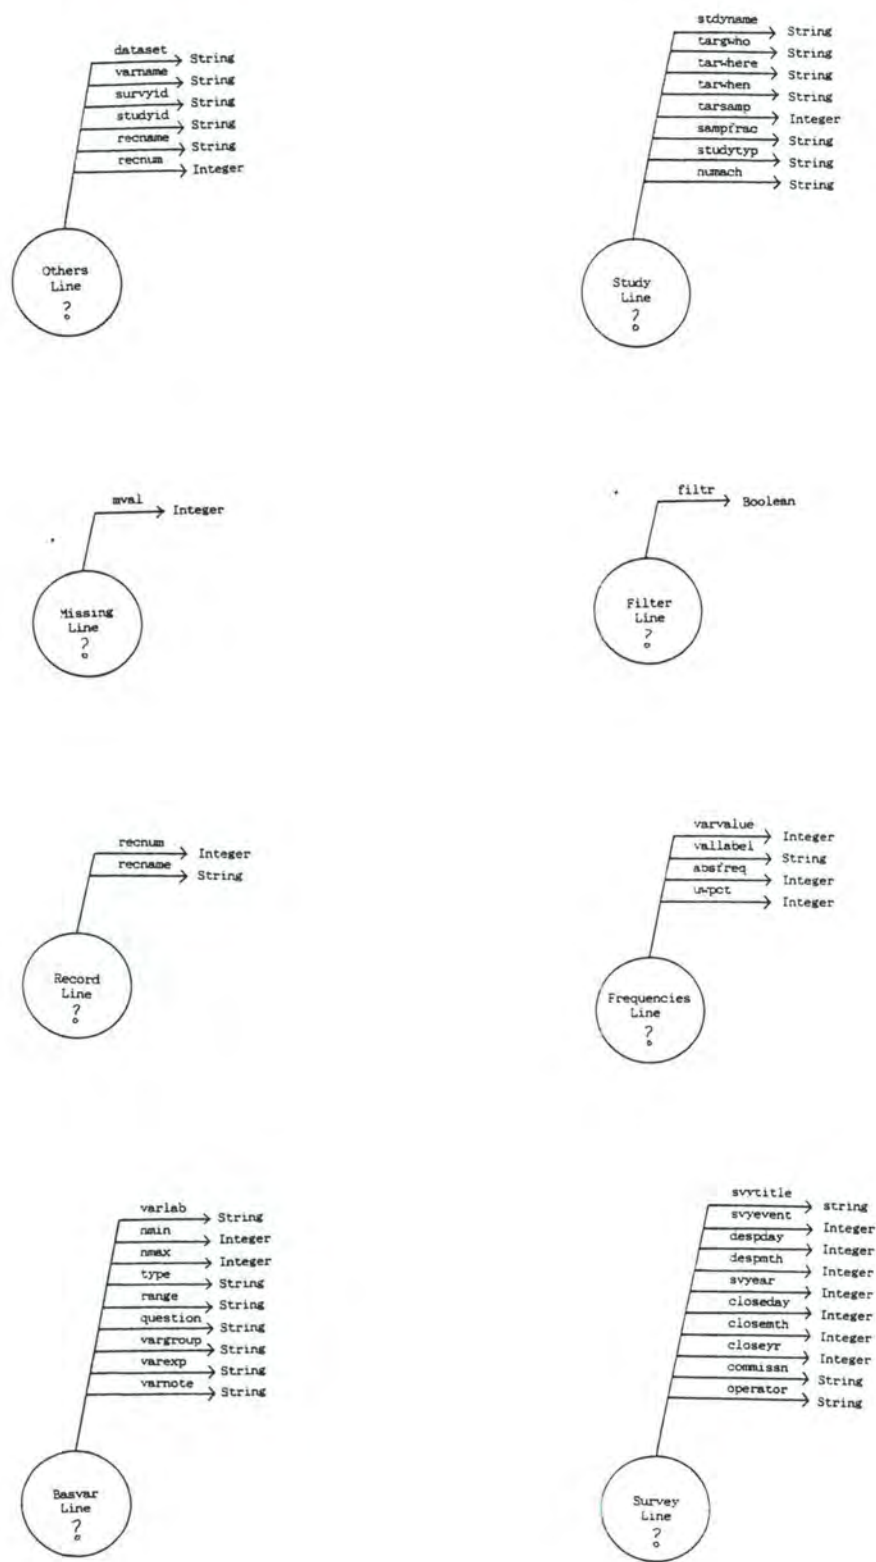 dataset String
varname String
survyid String
studyid String
recname String
recnum Integer
Others
Line
?
stdyname String
targwho String
tarwhere String
tarwhen String
tarsamp Integer
sampfrac String
studytyp String
numach String
Study
Line
?
mval Integer
Missing
Line
?
filtr Boolean
Filter
Line
?
recnum Integer
recname String
Record
Line
?
varvalue Integer
vallabel String
absfreq Integer
uwpct Integer
Frequencies
Line
?
varlab String
nmin Integer
nmax Integer
type String
range String
question String
vargroup String
varexp String
varnote String
Basvar
Line
?
svytitle string
svyevent Integer
despday Integer
despmth Integer
svyear Integer
closeday Integer
closemth Integer
closeyr Integer
commissn String
operator String
Survey
Line
?